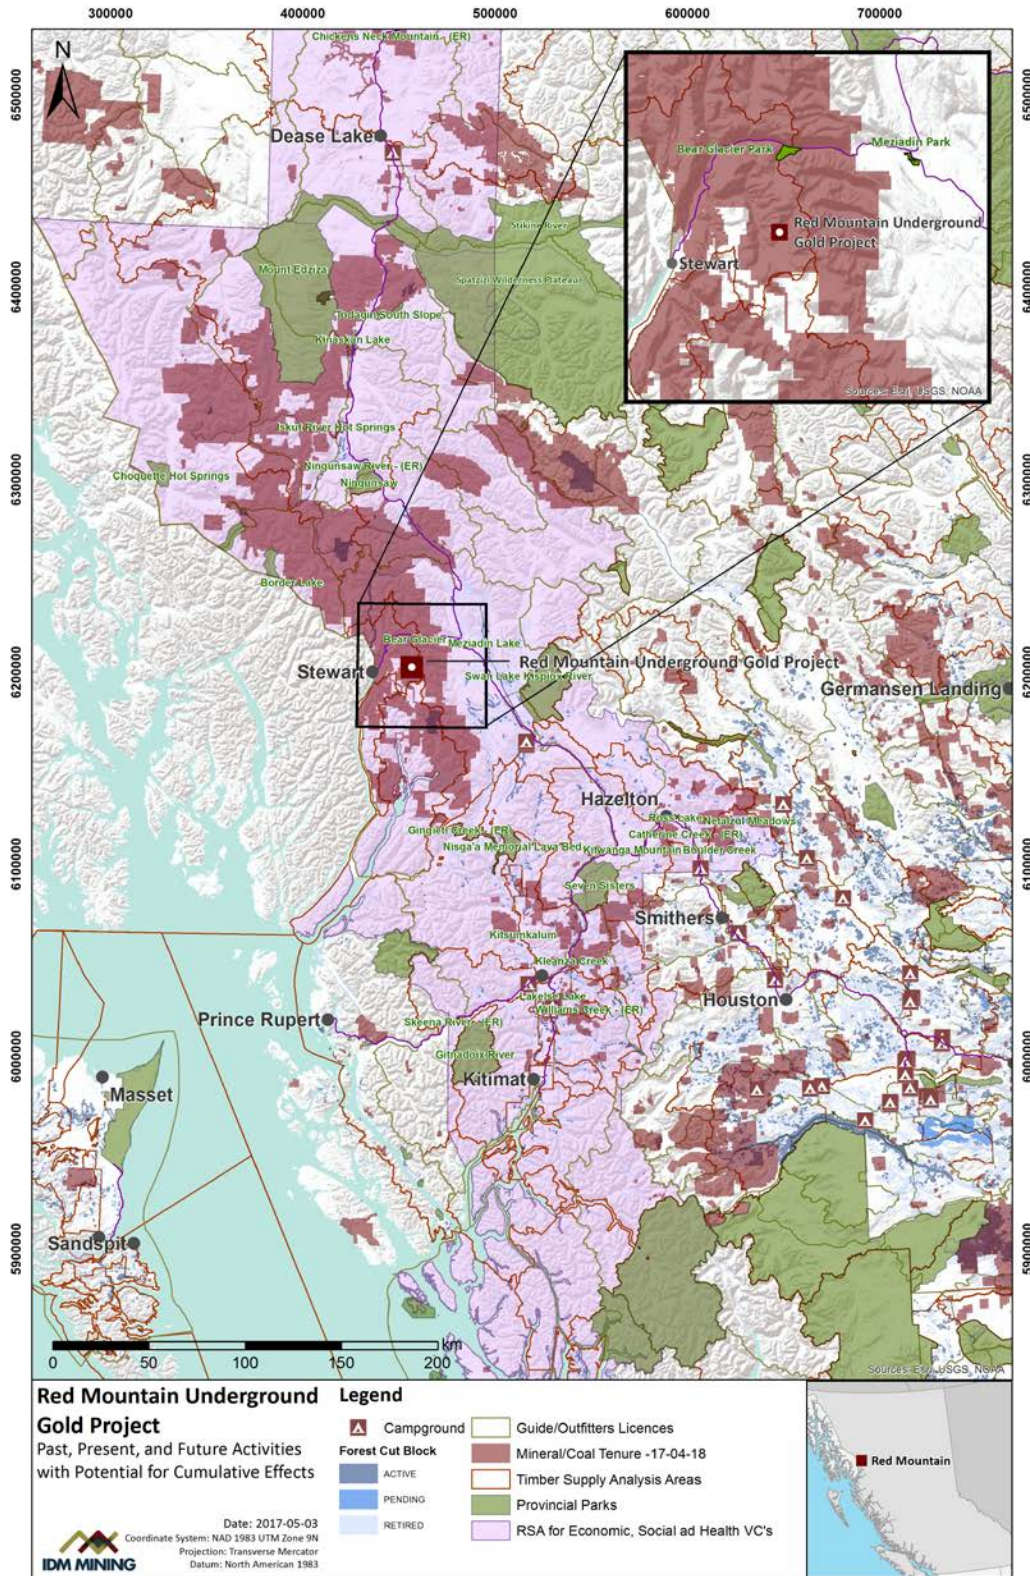 300000 400000 500000 600000 700000
6500000
6400000
6300000
6200000
6100000
6000000
5900000
6500000
6400000
6300000
6200000
6100000
6000000
5900000
N
Chickens Neck Mountain - (ER)
Dease Lake
Stikine River
Mount Edziza
Spatzizi Wilderness Plateau
Todagin South Slope
Kinaskan Lake
Iskut River Hot Springs
Ningunsaw River - (ER)
Ningunsaw
Choquette Hot Springs
Border Lake
Bear Glacier
Meziadin Lake
Stewart
Red Mountain Underground Gold Project
Swan Lake Kispiox River
Germansen Landing
Hazelton
Ross Lake
Netalzul Meadows
Catherine Creek - (ER)
Kitwanga Mountain
Boulder Creek
Gingietl Creek - (ER)
Nisga'a Memorial Lava Bed
Seven Sisters
Smithers
Kitsumkalum
Kleanza Creek
Lakelse Lake
Williams Creek - (ER)
Houston
Prince Rupert
Skeena River - (ER)
Gitnadoix River
Kitimat
Masset
Sandspit
Bear Glacier Park
Meziadin Park
Red Mountain Underground
Gold Project
Stewart
Sources: Esri, USGS, NOAA
0 50 100 150 200 km
Sources: Esri, USGS, NOAA
Red Mountain Underground
Gold Project
Past, Present, and Future Activities
with Potential for Cumulative Effects
Date: 2017-05-03
Coordinate System: NAD 1983 UTM Zone 9N
Projection: Transverse Mercator
Datum: North American 1983
IDM MINING
Legend
Campground
Forest Cut Block
ACTIVE
PENDING
RETIRED
Guide/Outfitters Licences
Mineral/Coal Tenure -17-04-18
Timber Supply Analysis Areas
Provincial Parks
RSA for Economic, Social ad Health VC's
Red Mountain